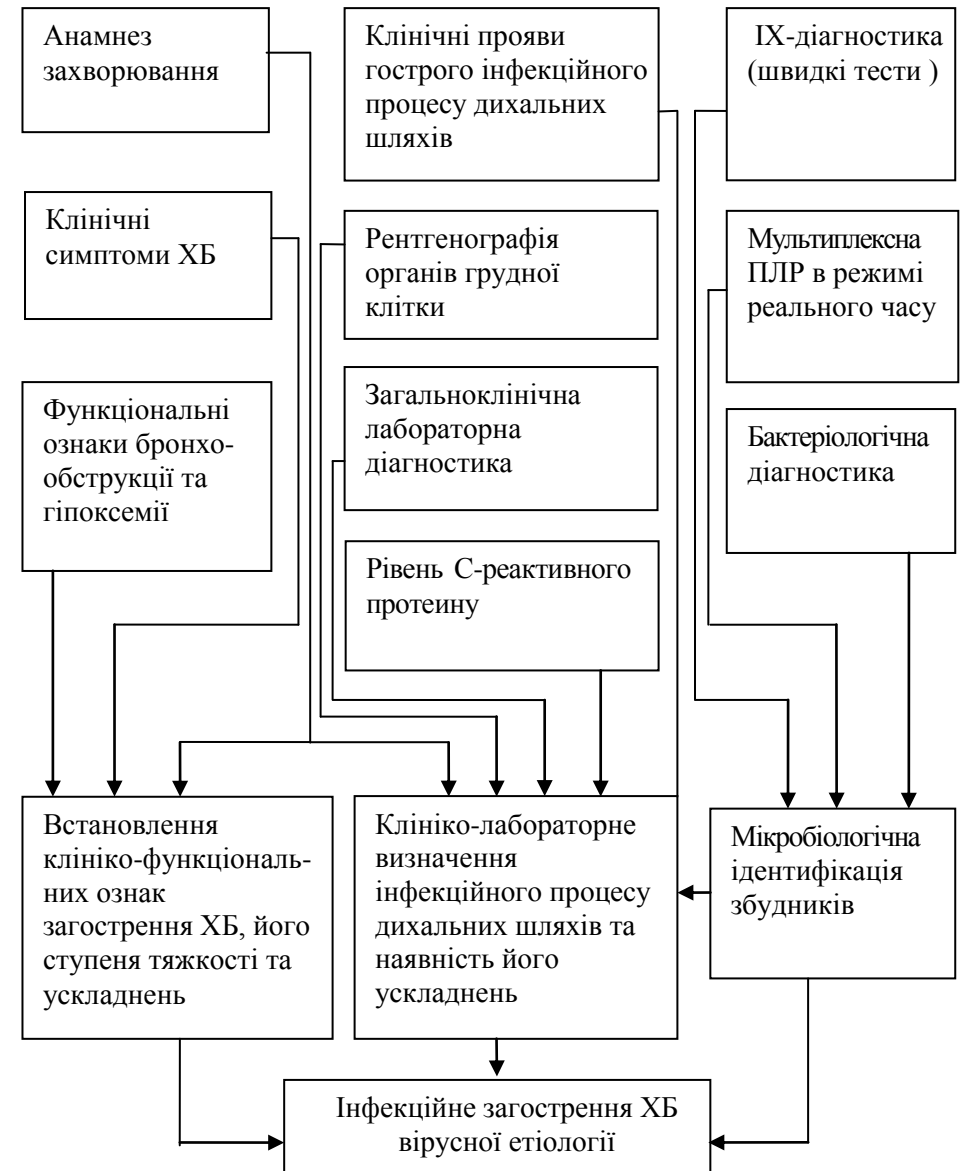 Анамнез
захворювання
Клінічні прояви
гострого інфекційного
процесу дихальних
шляхів
ІХ-діагностика
(швидкі тести )
Клінічні
симптоми ХБ
Рентгенографія
органів грудної
клітки
Мультиплексна
ПЛР в режимі
реального часу
Функціональні
ознаки бронхо-
обструкції та
гіпоксемії
Загальноклінічна
лабораторна
діагностика
Бактеріологічна
діагностика
Рівень С-реактивного
протеину
Встановлення
клініко-функціональ-
них ознак
загострення ХБ, його
ступеня тяжкості та
ускладнень
Клініко-лабораторне
визначення
інфекційного процесу
дихальних шляхів та
наявність його
ускладнень
Мікробіологічна
ідентифікація
збудників
Інфекційне загострення ХБ
вірусної етіології